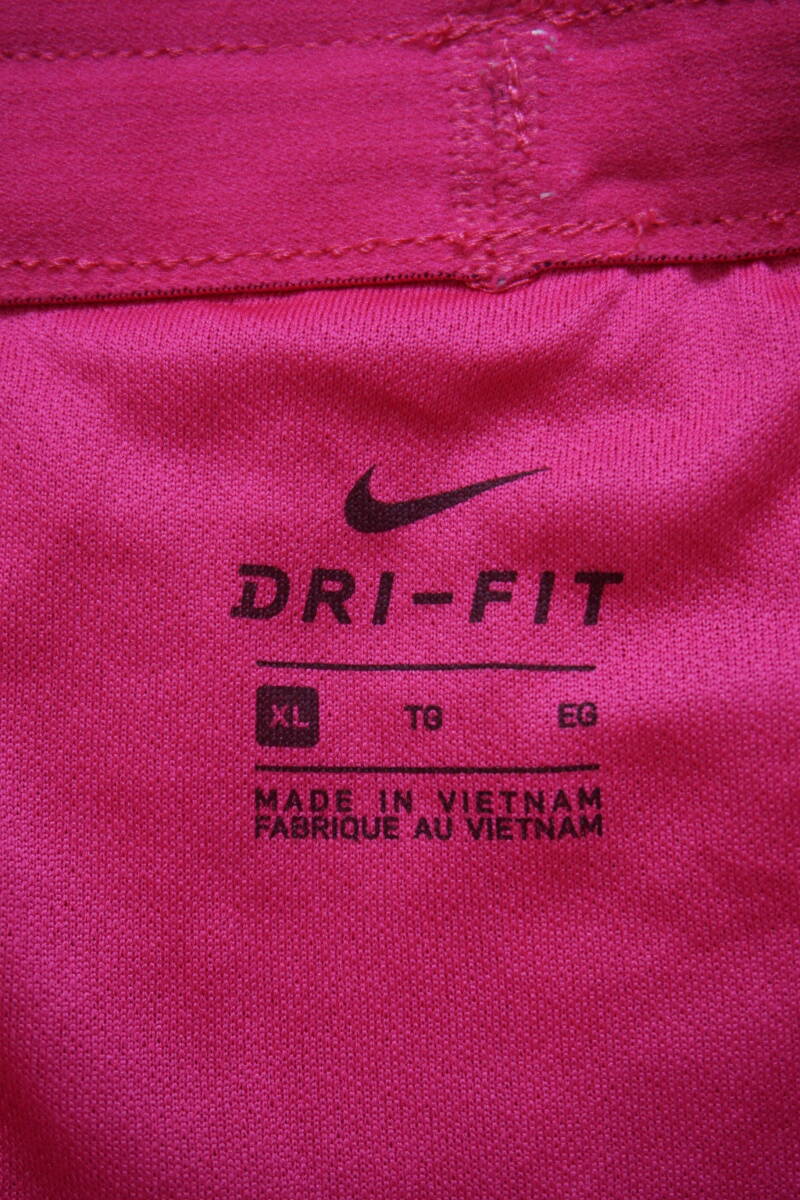 DRI-FIT
XL TG EG
MADE IN VIETNAM
FABRIQUE AU VIETNAM